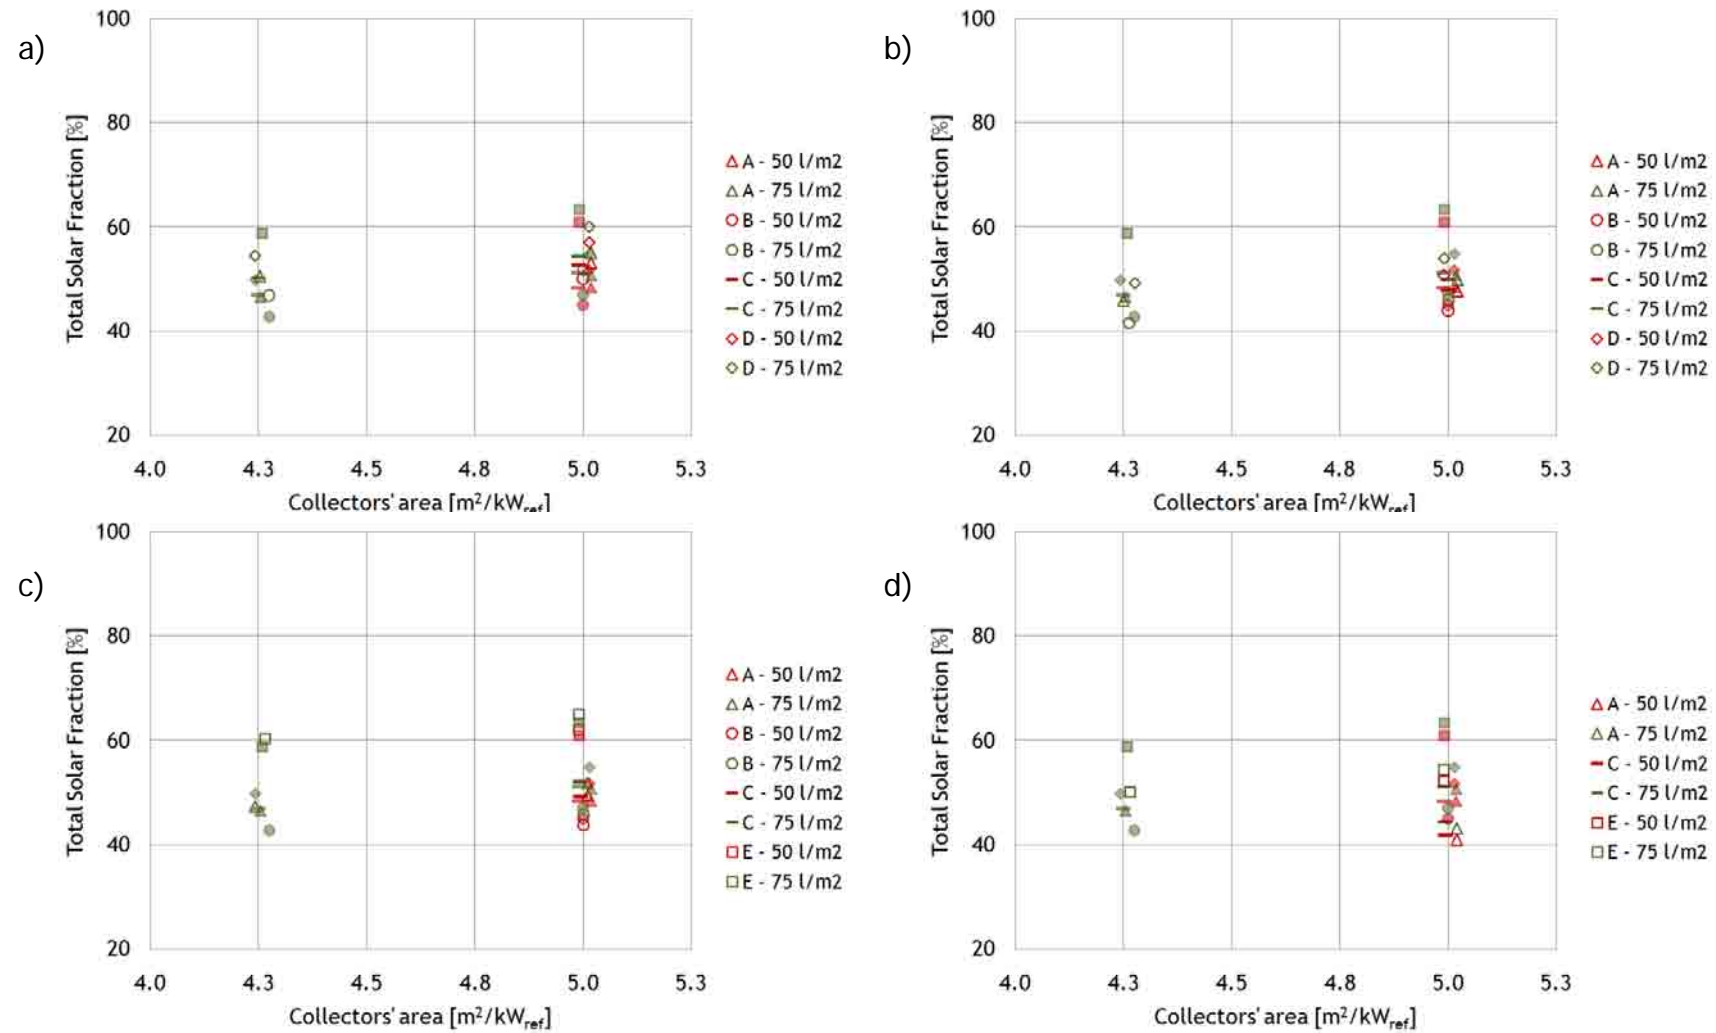 a)
100
80
60
40
20
Total Solar Fraction [%]
4.0 4.3 4.5 4.8 5.0 5.3
Collectors' area [m²/kWref]
A - 50 l/m2
A - 75 l/m2
B - 50 l/m2
B - 75 l/m2
C - 50 l/m2
C - 75 l/m2
D - 50 l/m2
D - 75 l/m2
b)
100
80
60
40
20
Total Solar Fraction [%]
4.0 4.3 4.5 4.8 5.0 5.3
Collectors' area [m²/kWref]
A - 50 l/m2
A - 75 l/m2
B - 50 l/m2
B - 75 l/m2
C - 50 l/m2
C - 75 l/m2
D - 50 l/m2
D - 75 l/m2
c)
100
80
60
40
20
Total Solar Fraction [%]
4.0 4.3 4.5 4.8 5.0 5.3
Collectors' area [m²/kWref]
A - 50 l/m2
A - 75 l/m2
B - 50 l/m2
B - 75 l/m2
C - 50 l/m2
C - 75 l/m2
E - 50 l/m2
E - 75 l/m2
d)
100
80
60
40
20
Total Solar Fraction [%]
4.0 4.3 4.5 4.8 5.0 5.3
Collectors' area [m²/kWref]
A - 50 l/m2
A - 75 l/m2
C - 50 l/m2
C - 75 l/m2
E - 50 l/m2
E - 75 l/m2